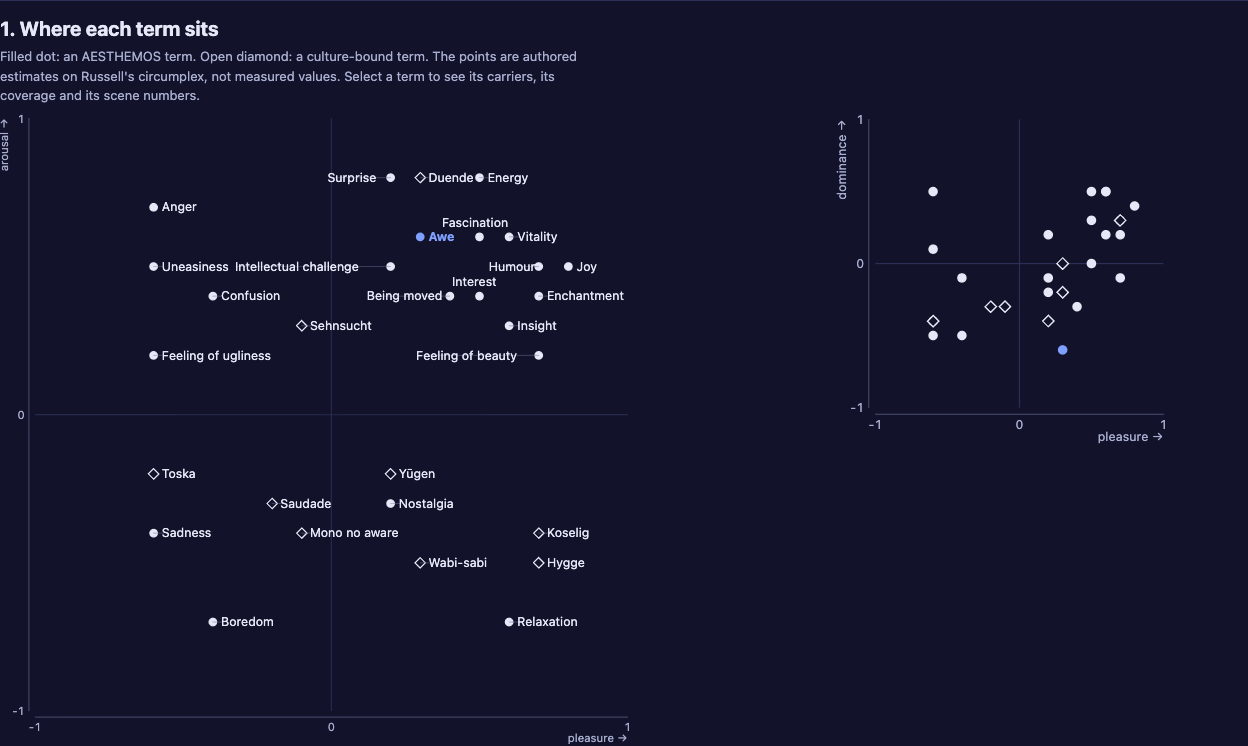 1. Where each term sits
Filled dot: an AESTHEMOS term. Open diamond: a culture-bound term. The points are authored
estimates on Russell's circumplex, not measured values. Select a term to see its carriers, its
coverage and its scene numbers.
arousal →
1
0
-1
Surprise
Duende
Energy
Anger
Fascination
Awe
Vitality
Uneasiness
Intellectual challenge
Humour
Joy
Interest
Confusion
Being moved
Enchantment
Sehnsucht
Insight
Feeling of ugliness
Feeling of beauty
Toska
Yūgen
Saudade
Nostalgia
Sadness
Mono no aware
Koselig
Wabi-sabi
Hygge
Boredom
Relaxation
-1
0
1
pleasure →
dominance →
1
0
-1
-1
0
1
pleasure →